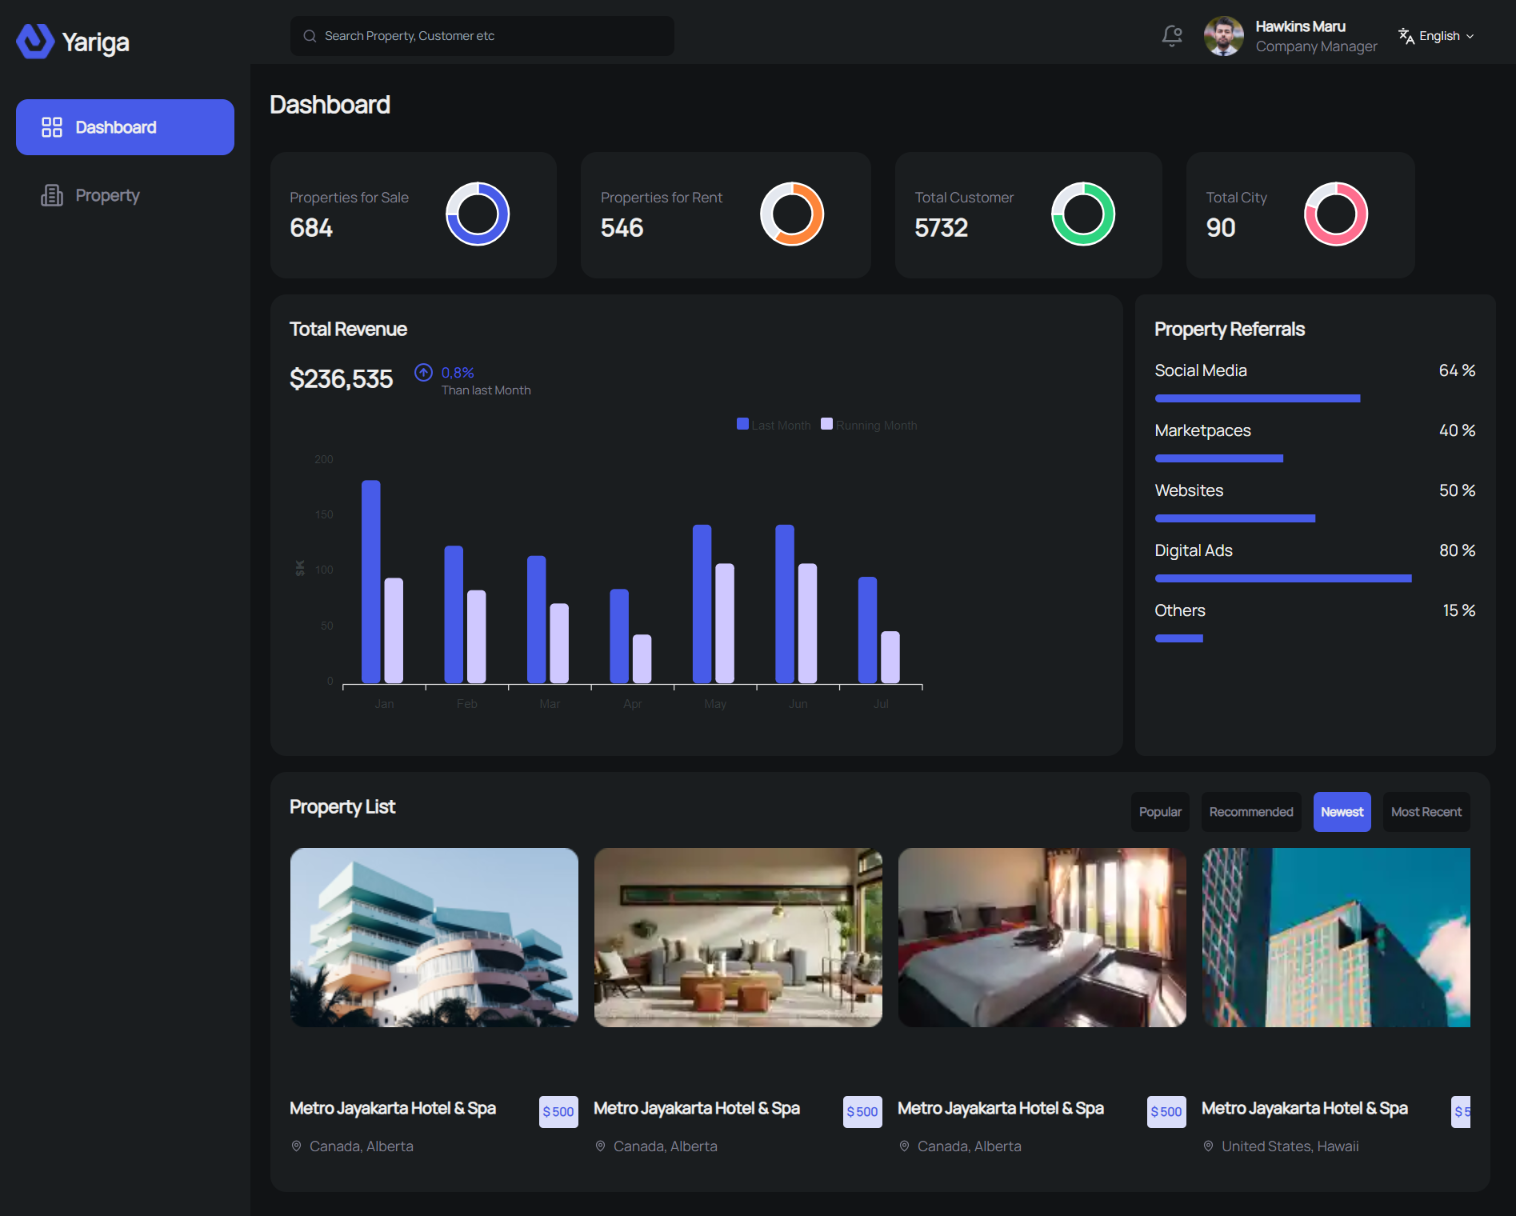 Yariga
Search Property, Customer etc
Hawkins Maru
Company Manager
English
Dashboard
Property
Dashboard
Properties for Sale
684
Properties for Rent
546
Total Customer
5732
Total City
90
Total Revenue
$236,535
0,8%
Than last Month
Last Month
Running Month
200
150
100
50
0
$K
Jan
Feb
Mar
Apr
May
Jun
Jul
Property Referrals
Social Media
64 %
Marketpaces
40 %
Websites
50 %
Digital Ads
80 %
Others
15 %
Property List
Popular
Recommended
Newest
Most Recent
Metro Jayakarta Hotel & Spa
$ 500
Canada, Alberta
Metro Jayakarta Hotel & Spa
$ 500
Canada, Alberta
Metro Jayakarta Hotel & Spa
$ 500
Canada, Alberta
Metro Jayakarta Hotel & Spa
$ 5
United States, Hawaii